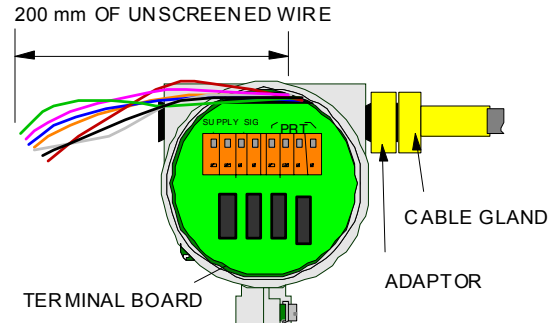 200 mm OF UNSCREENED WIRE
SUPPLY SIG PRT
CABLE GLAND
ADAPTOR
TERMINAL BOARD